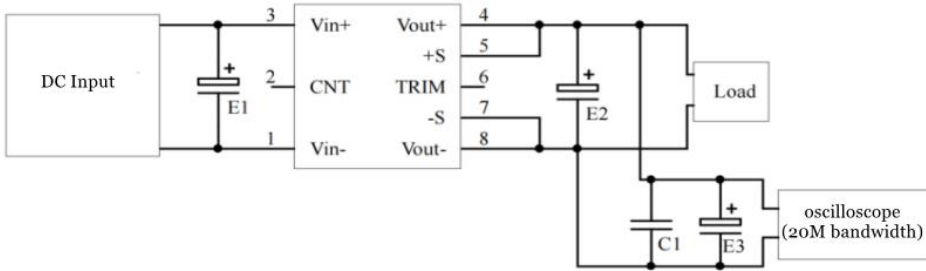 3 Vin+ Vout+ 4
+S 5
DC Input + E1 2 CNT TRIM 6 + E2 Load
-S 7
1 Vin- Vout- 8
C1 + E3 oscilloscope
(20M bandwidth)